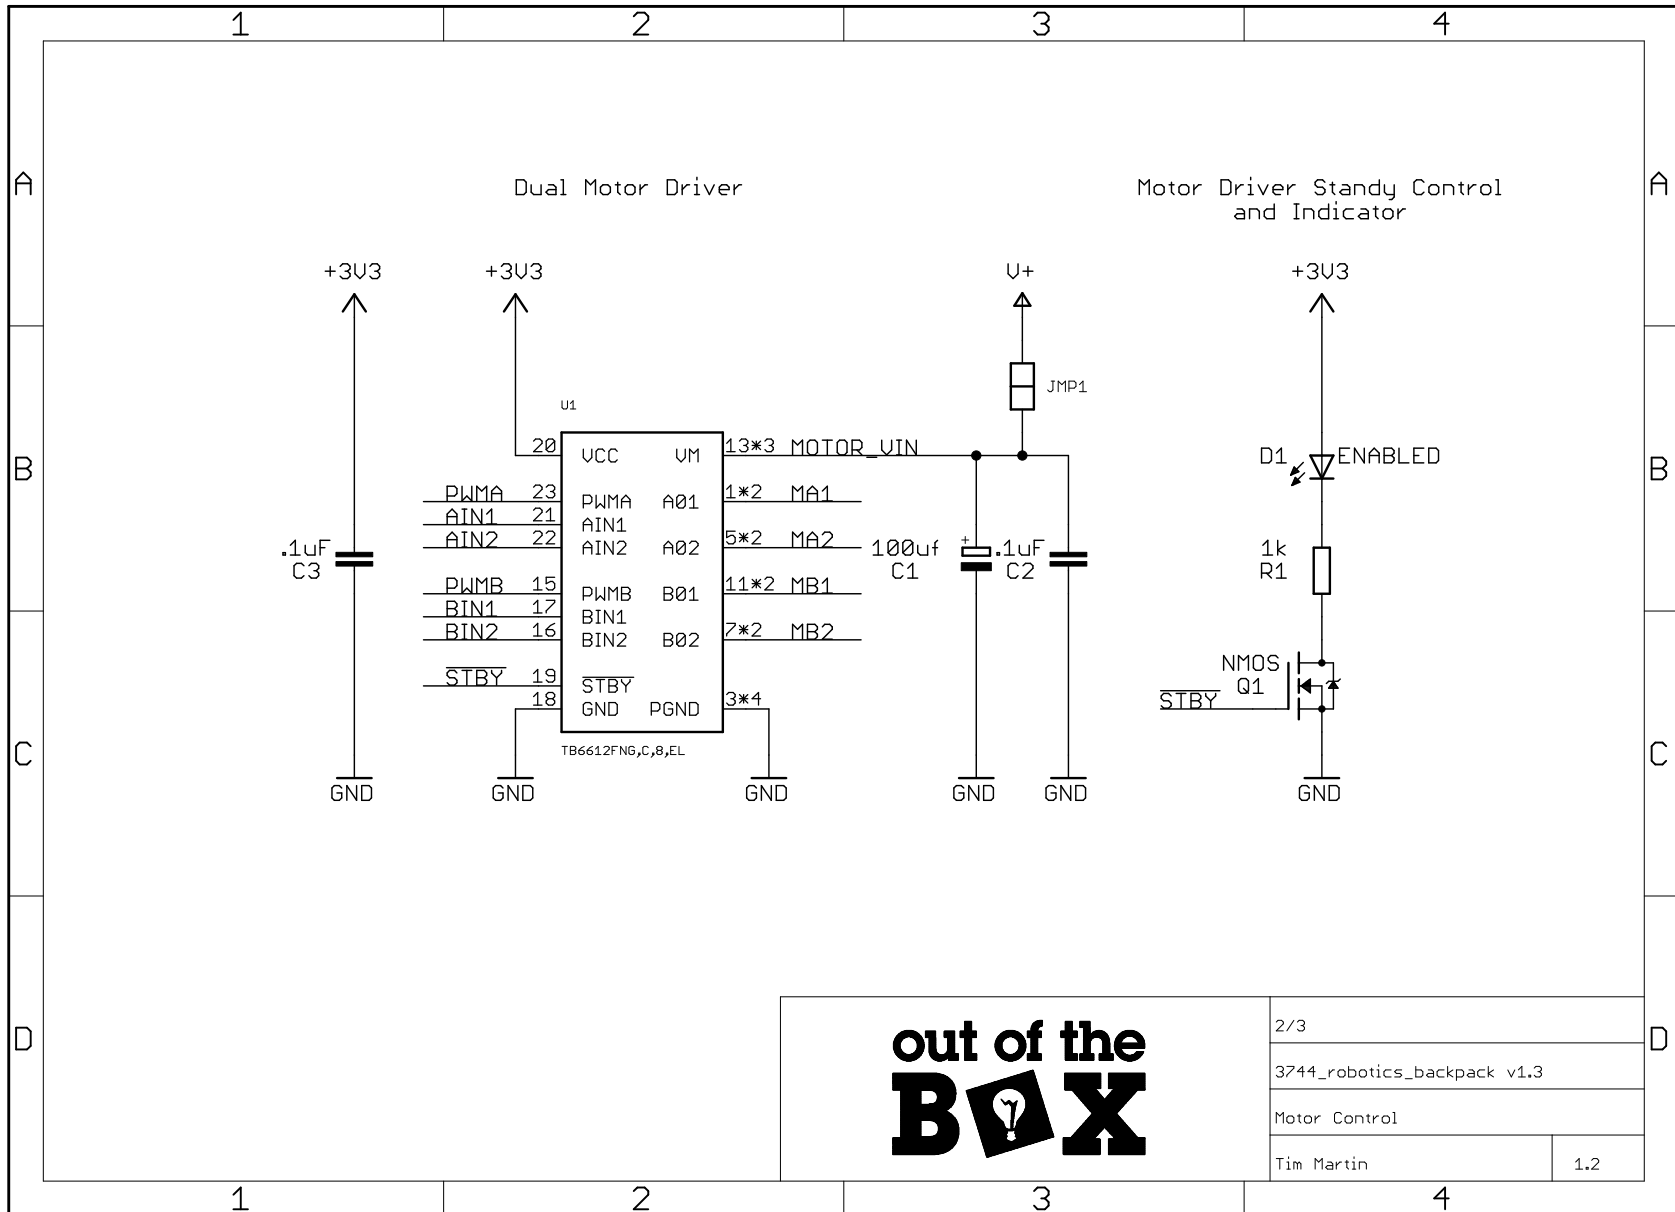 1 2 3 4
A A
Dual Motor Driver
Motor Driver Standy Control
and Indicator
+3V3
+3V3
V+
+3V3
JMP1
U1
B B
20 VCC VM 13*3 MOTOR_VIN
D1 ENABLED
PWMA 23 PWMA A01 1*2 MA1
AIN1 21 AIN1
AIN2 22 AIN2 A02 5*2 MA2
.1uF
C3
100uf
C1
+
.1uF
C2
1k
R1
PWMB 15 PWMB B01 11*2 MB1
BIN1 17 BIN1
BIN2 16 BIN2 B02 7*2 MB2
STBY 19 STBY
18 GND PGND 3*4
NMOS
Q1
STBY
TB6612FNG,C,8,EL
C C
GND
GND
GND
GND
GND
GND
D D
out of the
BOX
2/3
3744_robotics_backpack v1.3
Motor Control
Tim Martin 1.2
1 2 3 4